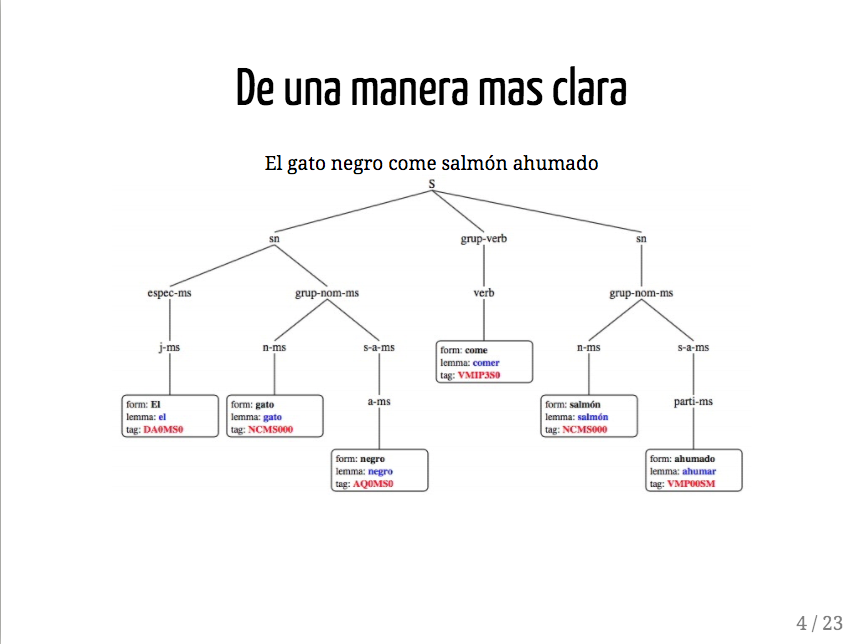 De una manera mas clara
El gato negro come salmón ahumado
S
sn grup-verb sn
espec-ms grup-nom-ms verb grup-nom-ms
j-ms n-ms s-a-ms n-ms s-a-ms
form: come
lemma: comer
tag: VMIP3S0
a-ms parti-ms
form: El
lemma: el
tag: DA0MS0
form: gato
lemma: gato
tag: NCMS000
form: salmón
lemma: salmón
tag: NCMS000
form: negro
lemma: negro
tag: AQ0MS0
form: ahumado
lemma: ahumar
tag: VMP00SM
4 / 23